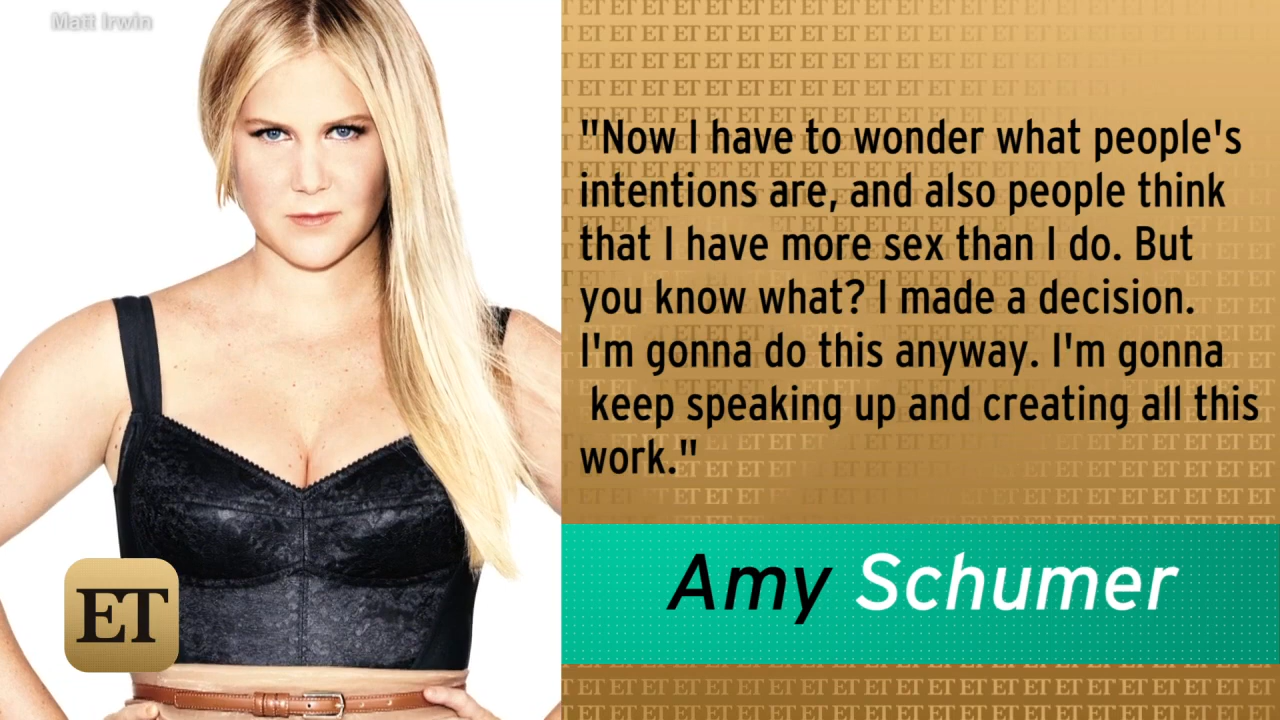 Matt Irwin
"Now I have to wonder what people's
intentions are, and also people think
that I have more sex than I do. But
you know what? I made a decision.
I'm gonna do this anyway. I'm gonna
keep speaking up and creating all this
work."
Amy Schumer
ET